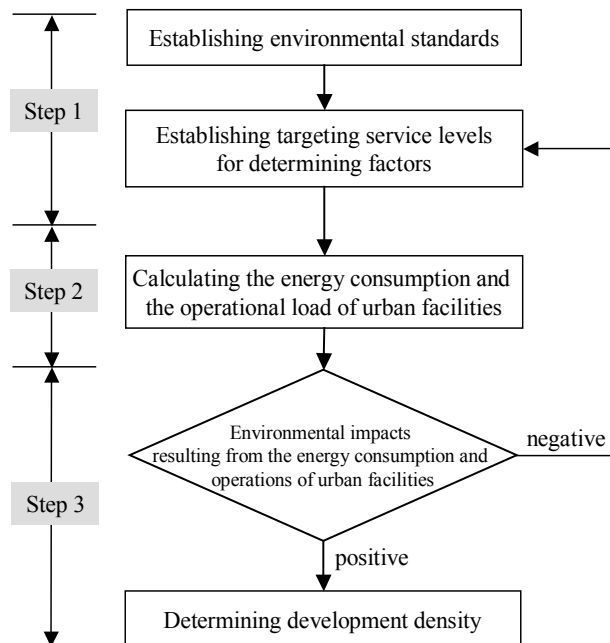 Establishing environmental standards
Step 1
Establishing targeting service levels
for determining factors
Step 2
Calculating the energy consumption and
the operational load of urban facilities
Environmental impacts
resulting from the energy consumption and
operations of urban facilities
negative
Step 3
positive
Determining development density